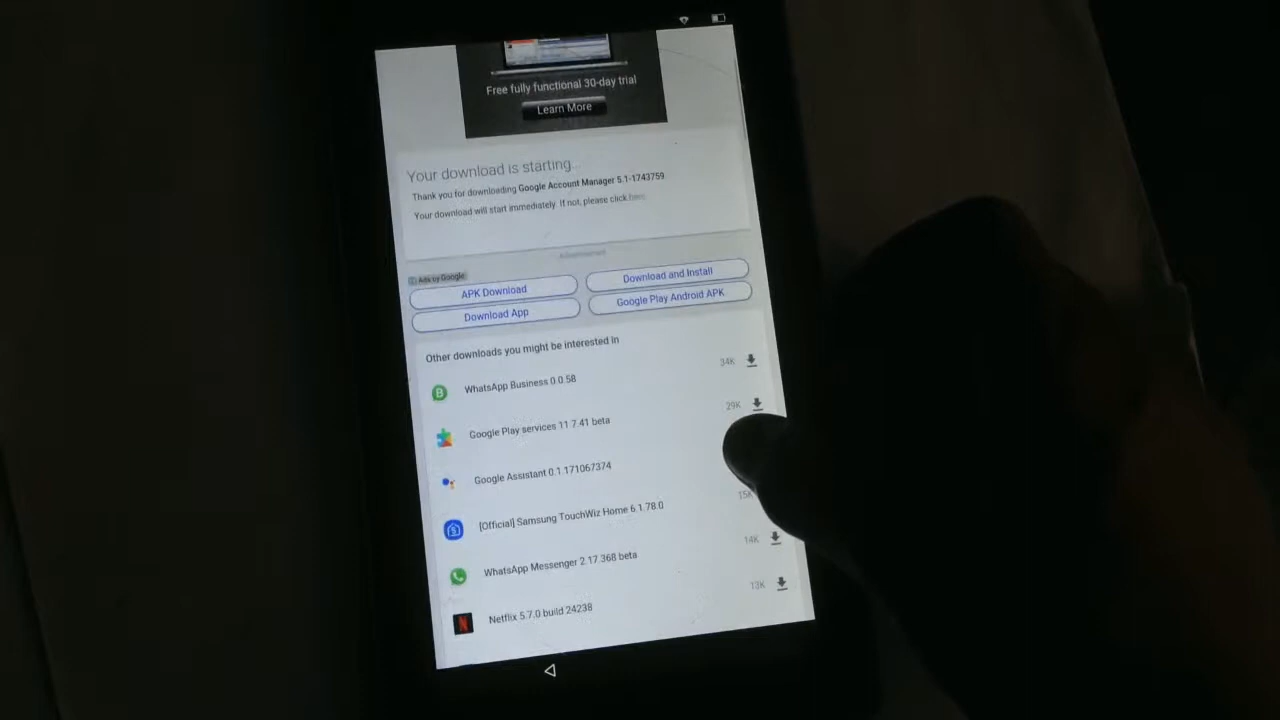 Free fully functional 30-day trial
Learn More
Your download is starting...
Thank you for downloading Google Account Manager 5.1-1743759
Your download will start immediately. If not, please click here.
Advertisement
Ads by Google
APK Download
Download and Install
Download App
Google Play Android APK
Other downloads you might be interested in
WhatsApp Business 0.0.58
34K
Google Play services 11.7.41 beta
29K
Google Assistant 0.1.171067374
[Official] Samsung TouchWiz Home 6.1.78.0
15K
WhatsApp Messenger 2.17.368 beta
14K
Netflix 5.7.0 build 24238
13K